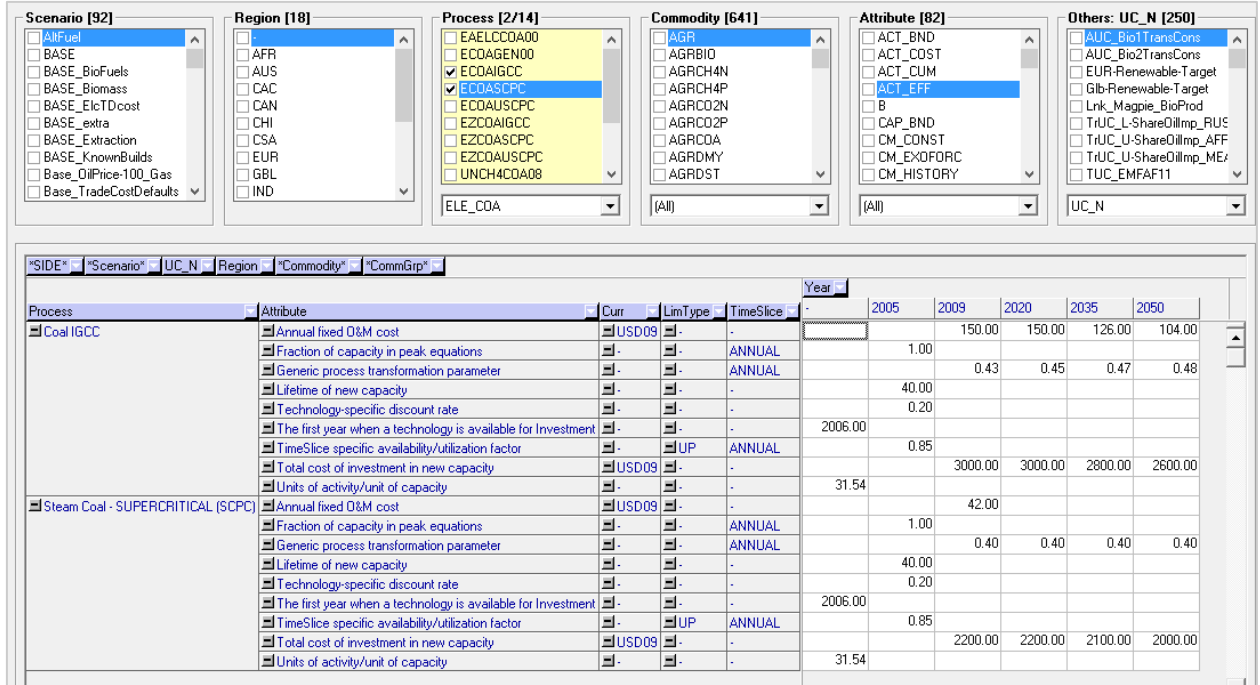 Scenario [92] Region [18] Process [2/14] Commodity [641] Attribute [82] Others: UC_N [250]
AltFuel - EAELCCOA00 AGR ACT_BND AUC_Bio1TransCons
BASE AFR ECOAGEN00 AGRBIO ACT_COST AUC_Bio2TransCons
BASE_BioFuels AUS ECOAIGCC AGRCH4N ACT_CUM EUR-Renewable-Target
BASE_Biomass CAC ECOASCPC AGRCH4P ACT_EFF Glb-Renewable-Target
BASE_ElcTDcost CAN ECOAUSCPC AGRCO2N B Lnk_Magpie_BioProd
BASE_extra CHI EZCOAIGCC AGRCO2P CAP_BND TrUC_L-ShareOilImp_RUS
BASE_Extraction CSA EZCOASCPC AGRCOA CM_CONST TrUC_U-ShareOilImp_AFF
BASE_KnownBuilds EUR EZCOAUSCPC AGRDMY CM_EXOFORC TrUC_U-ShareOilImp_MEA
Base_OilPrice-100_Gas GBL UNCH4COA08 AGRDST CM_HISTORY TUC_EMFAF11
Base_TradeCostDefaults IND
ELE_COA (All) (All) UC_N
*SIDE* *Scenario* UC_N Region *Commodity* *CommGrp*
Year
Process Attribute Curr LimType TimeSlice - 2005 2009 2020 2035 2050
Coal IGCC Annual fixed O&M cost USD09 - - 150.00 150.00 126.00 104.00
Fraction of capacity in peak equations - - ANNUAL 1.00
Generic process transformation parameter - - ANNUAL 0.43 0.45 0.47 0.48
Lifetime of new capacity - - - 40.00
Technology-specific discount rate - - - 0.20
The first year when a technology is available for Investment - - - 2006.00
TimeSlice specific availability/utilization factor - UP ANNUAL 0.85
Total cost of investment in new capacity USD09 - - 3000.00 3000.00 2800.00 2600.00
Units of activity/unit of capacity - - - 31.54
Steam Coal - SUPERCRITICAL (SCPC) Annual fixed O&M cost USD09 - - 42.00
Fraction of capacity in peak equations - - ANNUAL 1.00
Generic process transformation parameter - - ANNUAL 0.40 0.40 0.40 0.40
Lifetime of new capacity - - - 40.00
Technology-specific discount rate - - - 0.20
The first year when a technology is available for Investment - - - 2006.00
TimeSlice specific availability/utilization factor - UP ANNUAL 0.85
Total cost of investment in new capacity USD09 - - 2200.00 2200.00 2100.00 2000.00
Units of activity/unit of capacity - - - 31.54